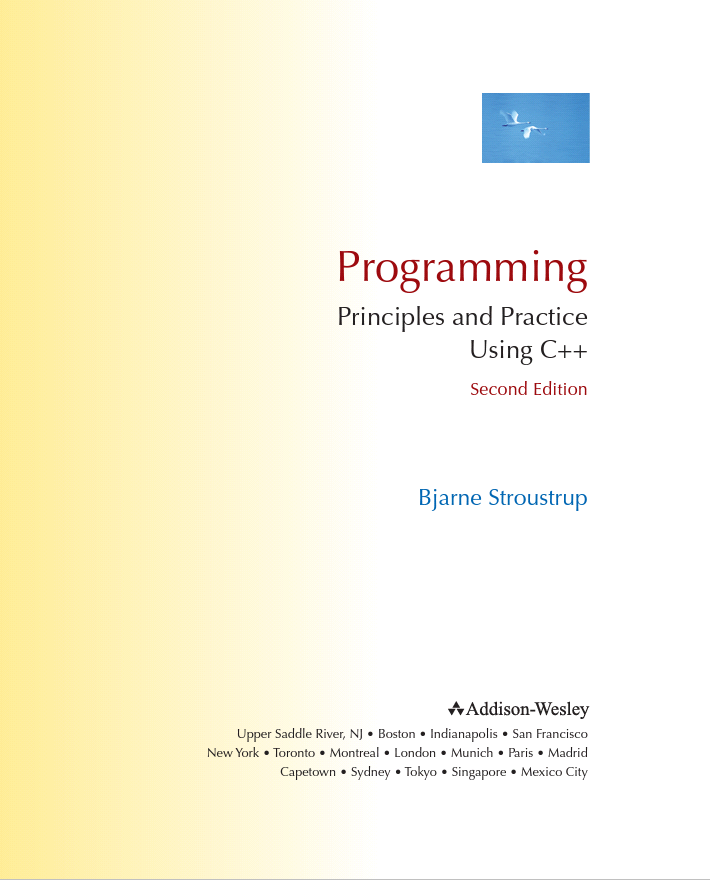 Programming
Principles and Practice
Using C++
Second Edition
Bjarne Stroustrup
Addison-Wesley
Upper Saddle River, NJ • Boston • Indianapolis • San Francisco
New York • Toronto • Montreal • London • Munich • Paris • Madrid
Capetown • Sydney • Tokyo • Singapore • Mexico City